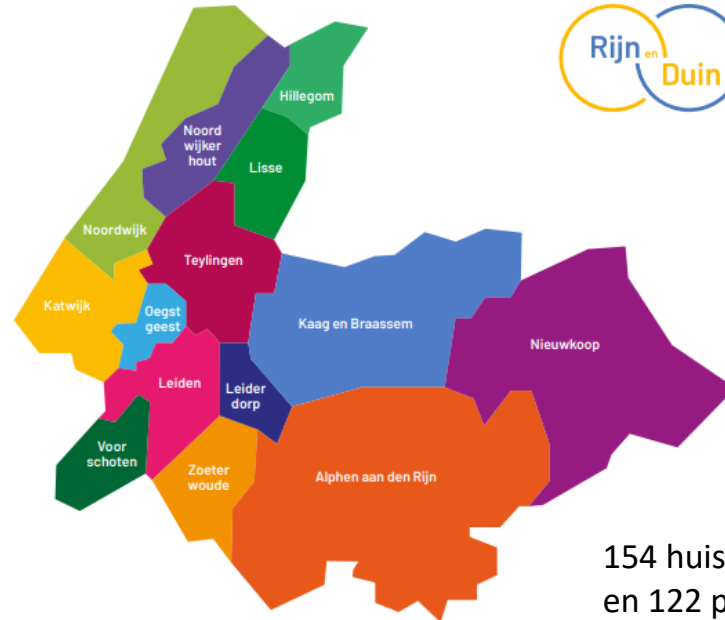 Rijn en
Duin
Hillegom
Noord
wijker
hout
Lisse
Noordwijk
Teylingen
Katwijk
Oegst
geest
Kaag en Braassem
Nieuwkoop
Leiden
Leider
dorp
Voor
schoten
Zoeter
woude
Alphen aan den Rijn
154 huis
en 122 p